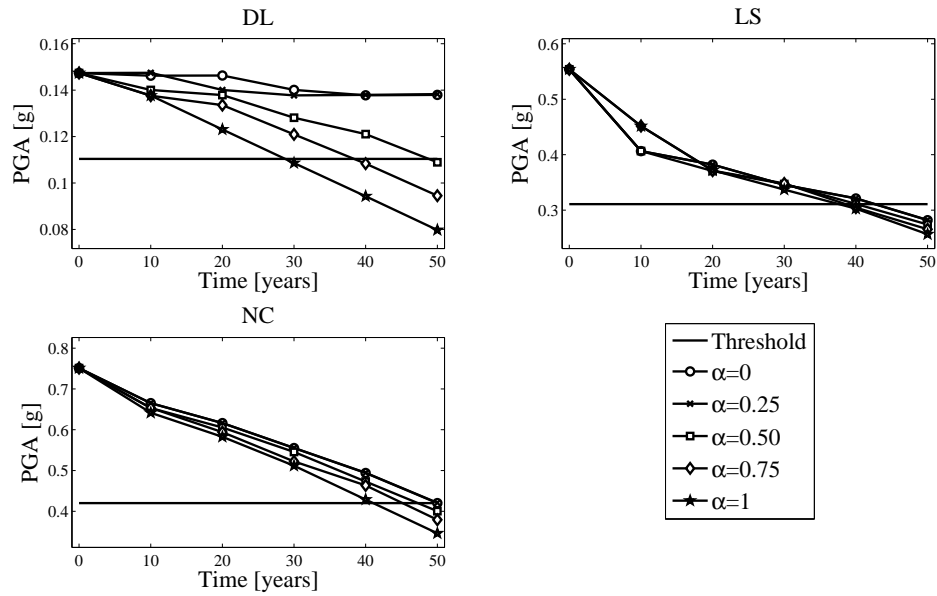 DL
0.16
0.14
0.12
0.1
0.08
PGA [g]
0 10 20 30 40 50
Time [years]
LS
0.6
0.5
0.4
0.3
PGA [g]
0 10 20 30 40 50
Time [years]
NC
0.8
0.7
0.6
0.5
0.4
PGA [g]
0 10 20 30 40 50
Time [years]
Threshold
α=0
α=0.25
α=0.50
α=0.75
α=1